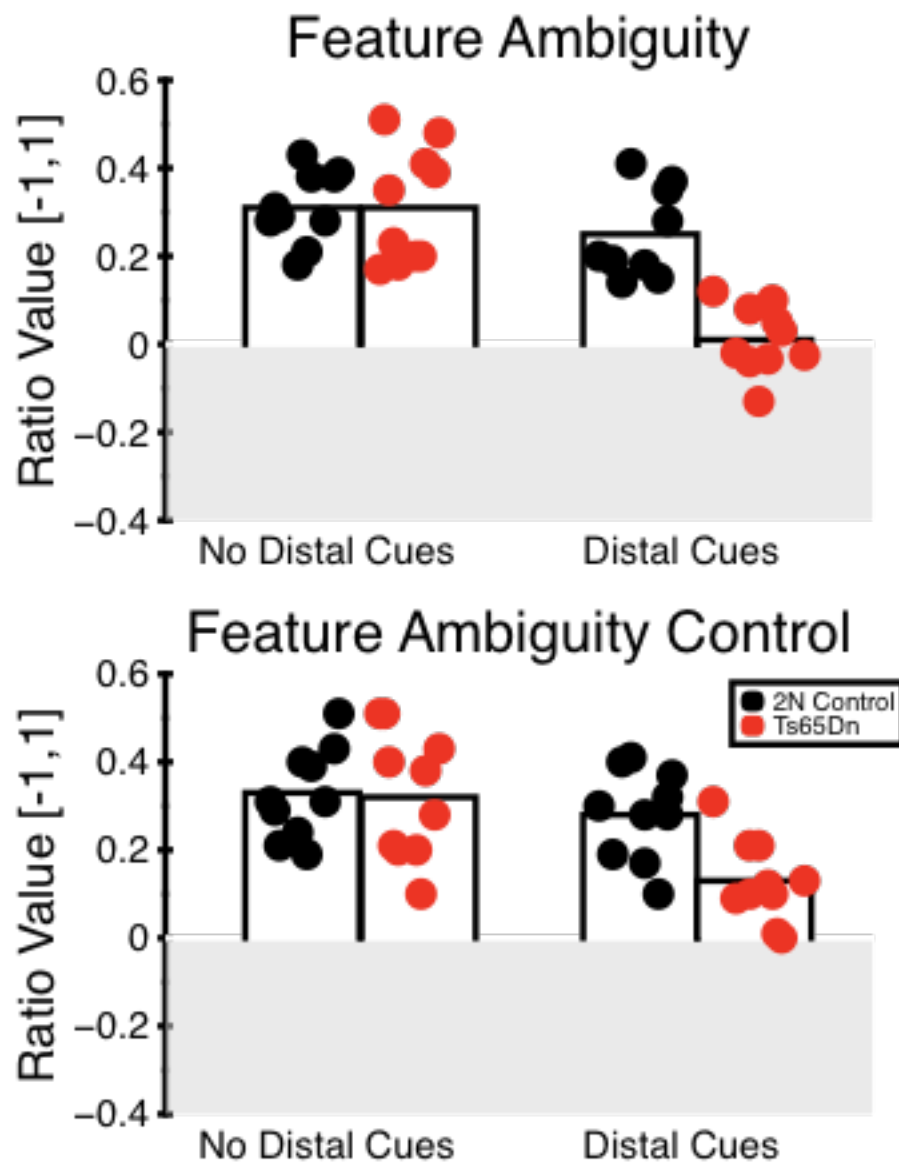 Feature Ambiguity
Ratio Value [-1,1]
0.6
0.4
0.2
0
−0.2
−0.4
No Distal Cues
Distal Cues
Feature Ambiguity Control
Ratio Value [-1,1]
0.6
0.4
0.2
0
−0.2
−0.4
2N Control
Ts65Dn
No Distal Cues
Distal Cues